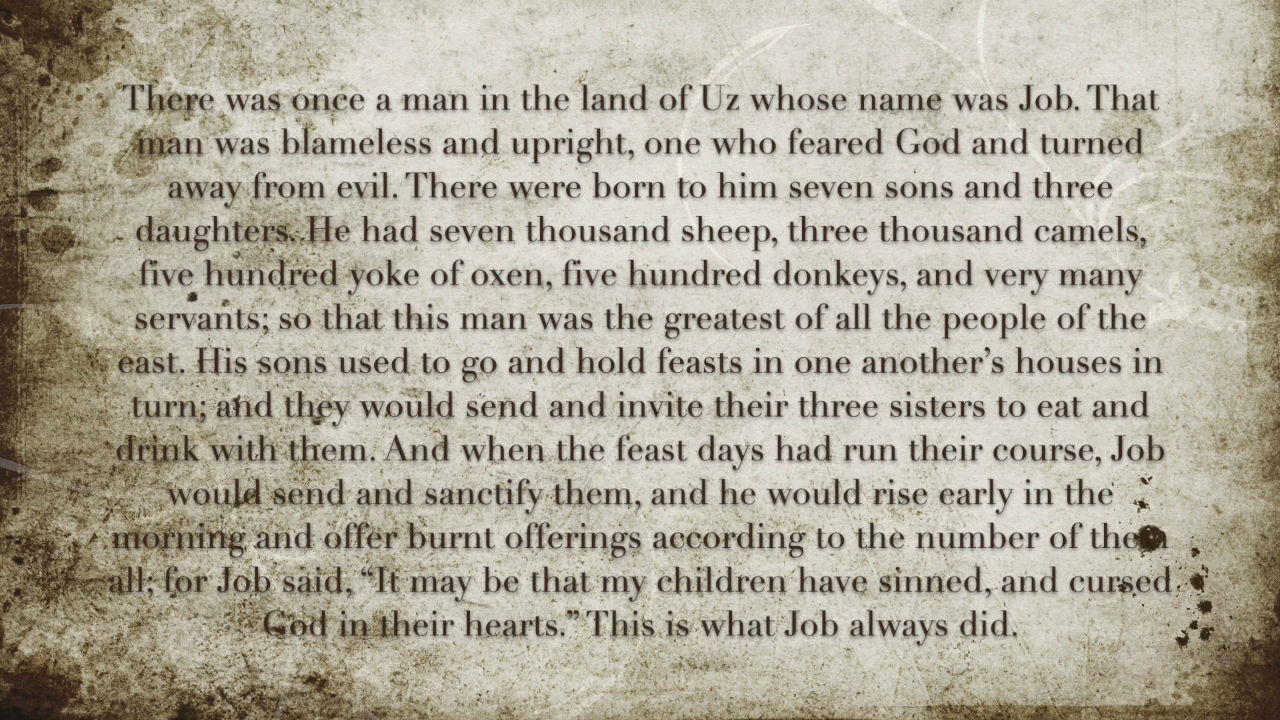 There was once a man in the land of Uz whose name was Job. That
man was blameless and upright, one who feared God and turned
away from evil. There were born to him seven sons and three
daughters. He had seven thousand sheep, three thousand camels,
five hundred yoke of oxen, five hundred donkeys, and very many
servants; so that this man was the greatest of all the people of the
east. His sons used to go and hold feasts in one another’s houses in
turn; and they would send and invite their three sisters to eat and
drink with them. And when the feast days had run their course, Job
would send and sanctify them, and he would rise early in the
morning and offer burnt offerings according to the number of them
all; for Job said, “It may be that my children have sinned, and cursed
God in their hearts.” This is what Job always did.